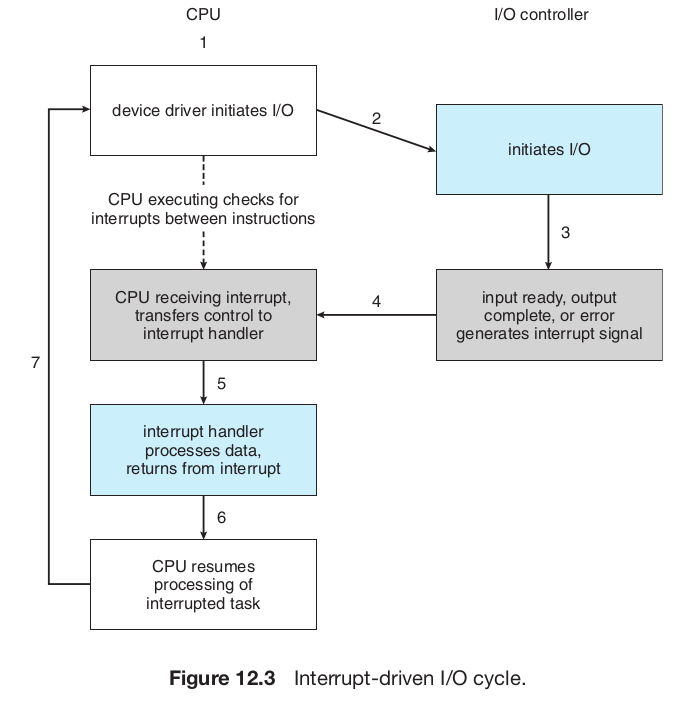 CPU
I/O controller
1
device driver initiates I/O
2
initiates I/O
CPU executing checks for
interrupts between instructions
3
CPU receiving interrupt,
transfers control to
interrupt handler
4
input ready, output
complete, or error
generates interrupt signal
7
5
interrupt handler
processes data,
returns from interrupt
6
CPU resumes
processing of
interrupted task
Figure 12.3 Interrupt-driven I/O cycle.